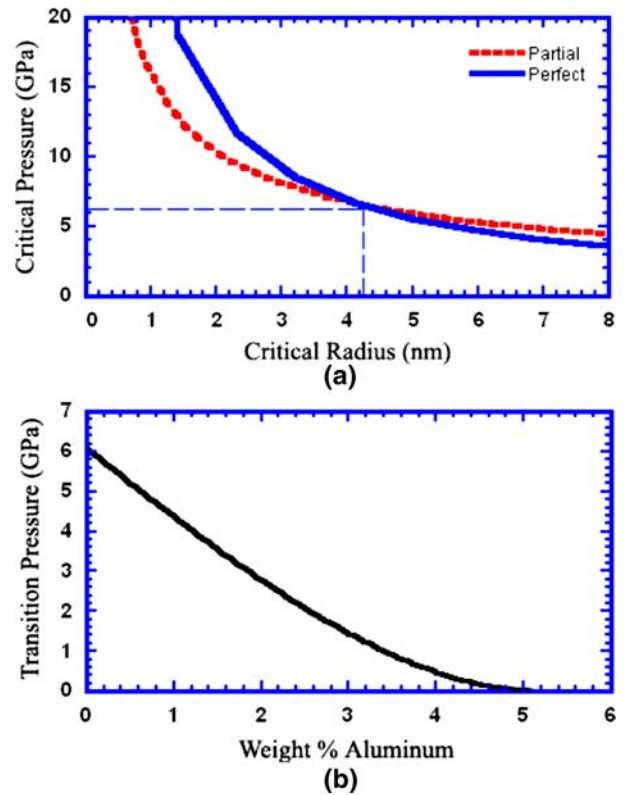 20
15
10
5
0
Critical Pressure (GPa)
Partial
Perfect
0 1 2 3 4 5 6 7 8
Critical Radius (nm)
(a)
7
6
5
4
3
2
1
0
Transition Pressure (GPa)
0 1 2 3 4 5 6
Weight % Aluminum
(b)